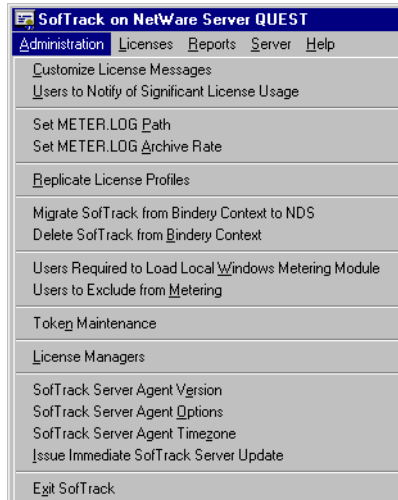 SofTrack on NetWare Server QUEST
Administration Licenses Reports Server Help
Customize License Messages
Users to Notify of Significant License Usage
Set METER.LOG Path
Set METER.LOG Archive Rate
Replicate License Profiles
Migrate SofTrack from Bindery Context to NDS
Delete SofTrack from Bindery Context
Users Required to Load Local Windows Metering Module
Users to Exclude from Metering
Token Maintenance
License Managers
SofTrack Server Agent Version
SofTrack Server Agent Options
SofTrack Server Agent Timezone
Issue Immediate SofTrack Server Update
Exit SofTrack